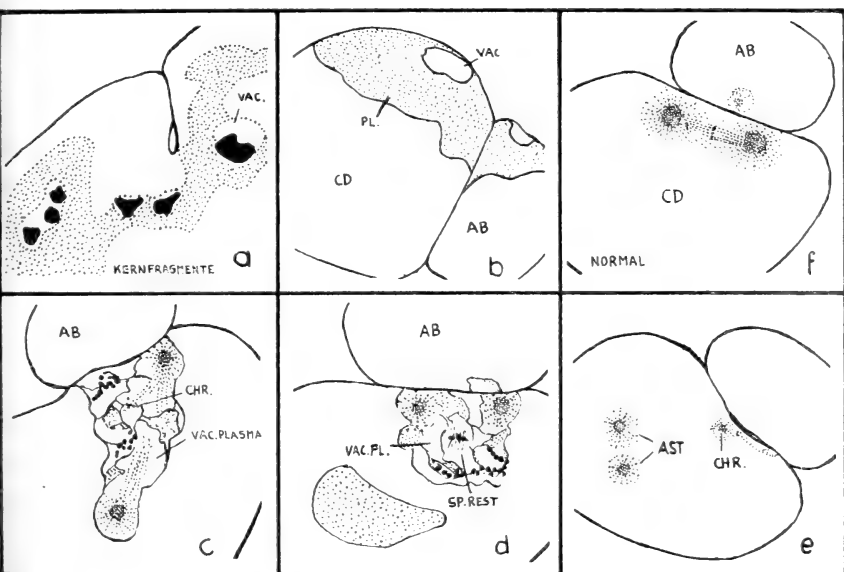 VAC.
KERNFRAGMENTE
a
VAC
PL.
CD
AB
b
AB
CD
NORMAL
f
AB
CHR.
VAC. PLASMA
c
AB
VAC. PL.
SP. REST
d
AST
CHR.
e